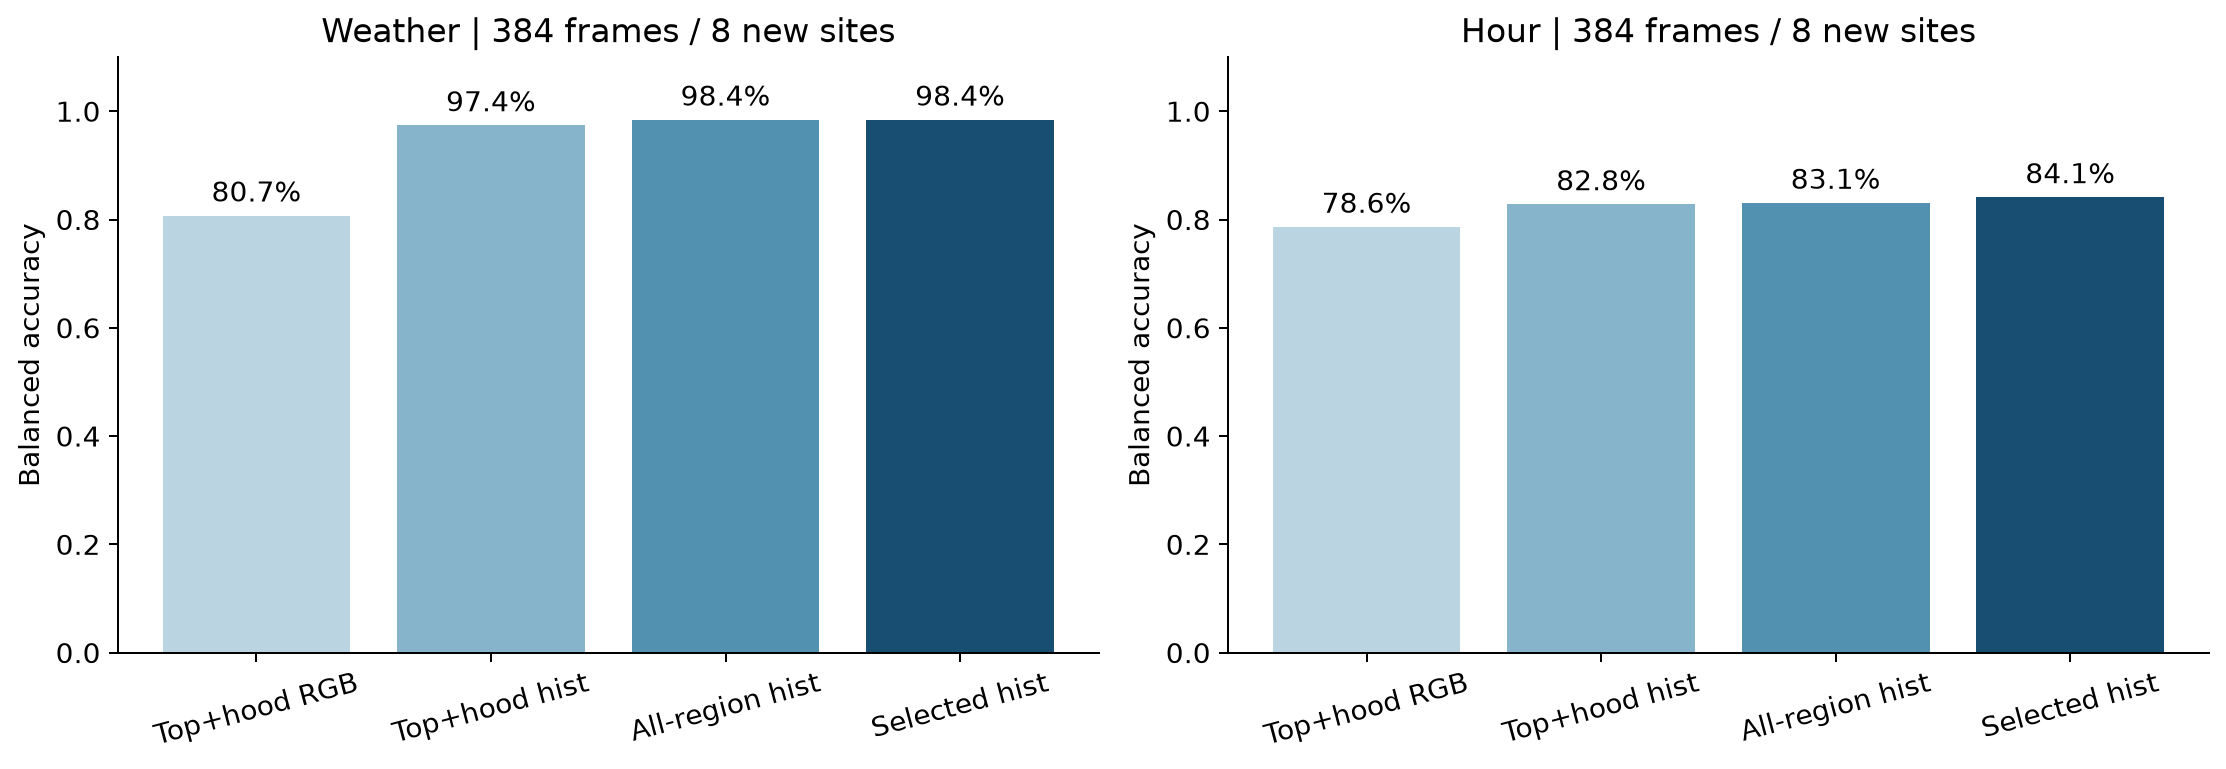 Weather | 384 frames / 8 new sites
Balanced accuracy
1.0
0.8
0.6
0.4
0.2
0.0
80.7%
97.4%
98.4%
98.4%
Top+hood RGB
Top+hood hist
All-region hist
Selected hist
Hour | 384 frames / 8 new sites
Balanced accuracy
1.0
0.8
0.6
0.4
0.2
0.0
78.6%
82.8%
83.1%
84.1%
Top+hood RGB
Top+hood hist
All-region hist
Selected hist